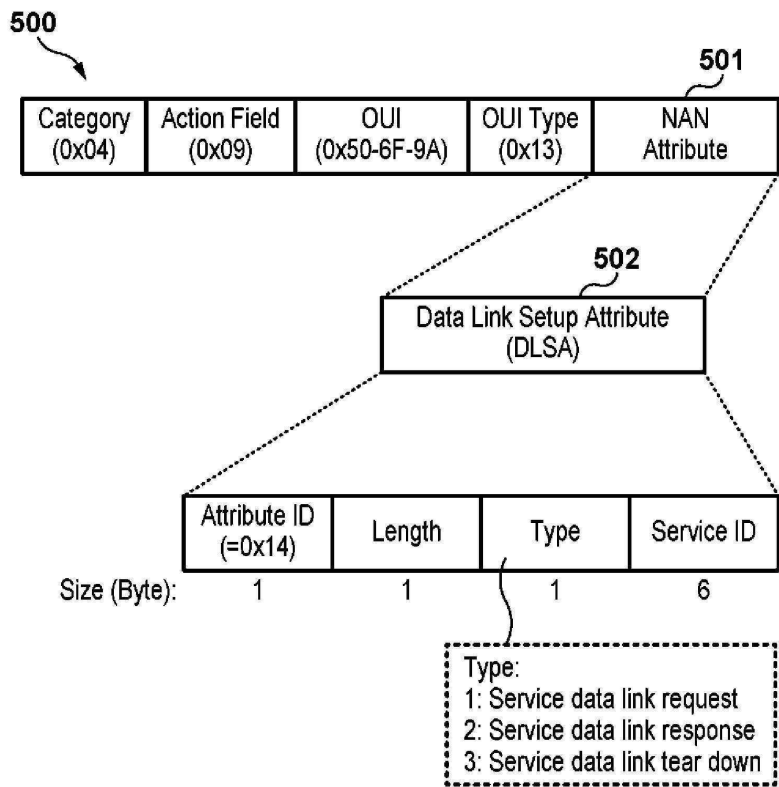 500
501
Category
(0x04)
Action Field
(0x09)
OUI
(0x50-6F-9A)
OUI Type
(0x13)
NAN
Attribute
502
Data Link Setup Attribute
(DLSA)
Attribute ID
(=0x14)
Length
Type
Service ID
Size (Byte): 1 1 1 6
Type:
1: Service data link request
2: Service data link response
3: Service data link tear down